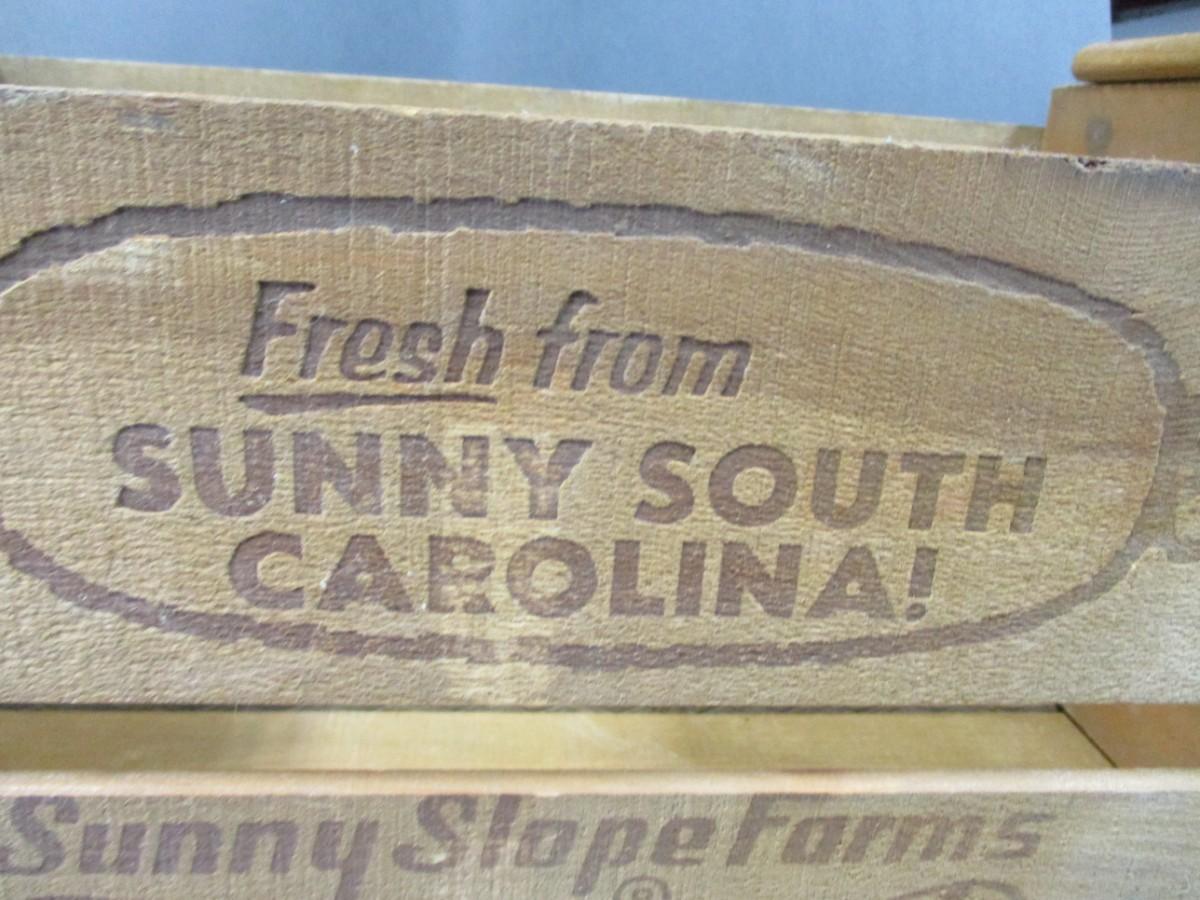 Fresh from
SUNNY SOUTH
CAROLINA!
Sunny Slope Farms
®